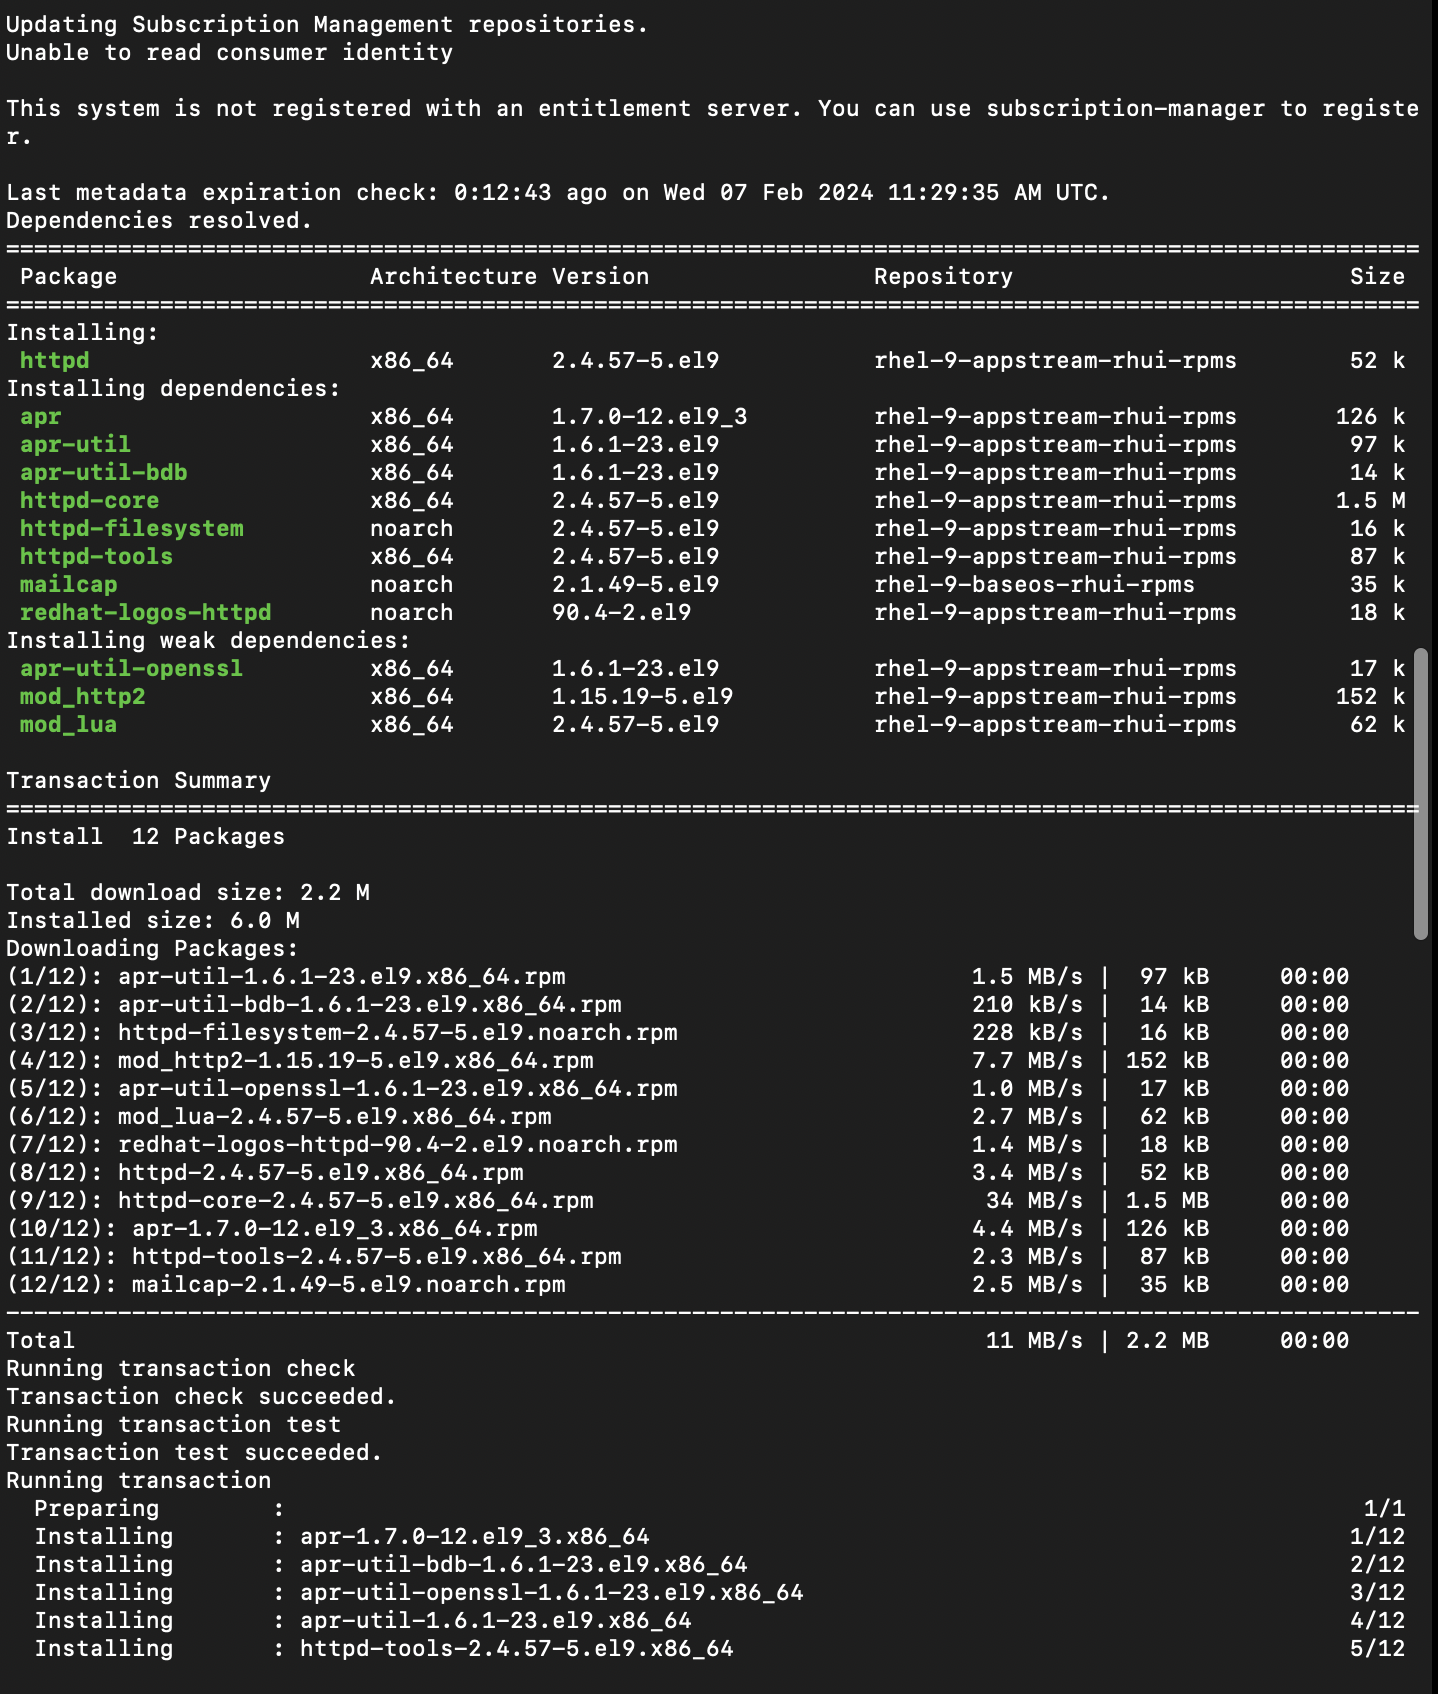 Updating Subscription Management repositories.
Unable to read consumer identity
This system is not registered with an entitlement server. You can use subscription-manager to registe
r.
Last metadata expiration check: 0:12:43 ago on Wed 07 Feb 2024 11:29:35 AM UTC.
Dependencies resolved.
=====================================================================================================
 Package                  Architecture Version                Repository                        Size
=====================================================================================================
Installing:
 httpd                    x86_64       2.4.57-5.el9           rhel-9-appstream-rhui-rpms        52 k
Installing dependencies:
 apr                      x86_64       1.7.0-12.el9_3         rhel-9-appstream-rhui-rpms       126 k
 apr-util                 x86_64       1.6.1-23.el9           rhel-9-appstream-rhui-rpms        97 k
 apr-util-bdb             x86_64       1.6.1-23.el9           rhel-9-appstream-rhui-rpms        14 k
 httpd-core               x86_64       2.4.57-5.el9           rhel-9-appstream-rhui-rpms       1.5 M
 httpd-filesystem         noarch       2.4.57-5.el9           rhel-9-appstream-rhui-rpms        16 k
 httpd-tools              x86_64       2.4.57-5.el9           rhel-9-appstream-rhui-rpms        87 k
 mailcap                  noarch       2.1.49-5.el9           rhel-9-baseos-rhui-rpms           35 k
 redhat-logos-httpd       noarch       90.4-2.el9             rhel-9-appstream-rhui-rpms        18 k
Installing weak dependencies:
 apr-util-openssl         x86_64       1.6.1-23.el9           rhel-9-appstream-rhui-rpms        17 k
 mod_http2                x86_64       1.15.19-5.el9          rhel-9-appstream-rhui-rpms       152 k
 mod_lua                  x86_64       2.4.57-5.el9           rhel-9-appstream-rhui-rpms        62 k
Transaction Summary
=====================================================================================================
Install  12 Packages
Total download size: 2.2 M
Installed size: 6.0 M
Downloading Packages:
(1/12): apr-util-1.6.1-23.el9.x86_64.rpm                             1.5 MB/s |  97 kB     00:00
(2/12): apr-util-bdb-1.6.1-23.el9.x86_64.rpm                         210 kB/s |  14 kB     00:00
(3/12): httpd-filesystem-2.4.57-5.el9.noarch.rpm                     228 kB/s |  16 kB     00:00
(4/12): mod_http2-1.15.19-5.el9.x86_64.rpm                           7.7 MB/s | 152 kB     00:00
(5/12): apr-util-openssl-1.6.1-23.el9.x86_64.rpm                     1.0 MB/s |  17 kB     00:00
(6/12): mod_lua-2.4.57-5.el9.x86_64.rpm                              2.7 MB/s |  62 kB     00:00
(7/12): redhat-logos-httpd-90.4-2.el9.noarch.rpm                     1.4 MB/s |  18 kB     00:00
(8/12): httpd-2.4.57-5.el9.x86_64.rpm                                3.4 MB/s |  52 kB     00:00
(9/12): httpd-core-2.4.57-5.el9.x86_64.rpm                            34 MB/s | 1.5 MB     00:00
(10/12): apr-1.7.0-12.el9_3.x86_64.rpm                               4.4 MB/s | 126 kB     00:00
(11/12): httpd-tools-2.4.57-5.el9.x86_64.rpm                         2.3 MB/s |  87 kB     00:00
(12/12): mailcap-2.1.49-5.el9.noarch.rpm                             2.5 MB/s |  35 kB     00:00
-----------------------------------------------------------------------------------------------------
Total                                                                 11 MB/s | 2.2 MB     00:00
Running transaction check
Transaction check succeeded.
Running transaction test
Transaction test succeeded.
Running transaction
  Preparing        :                                                                             1/1
  Installing       : apr-1.7.0-12.el9_3.x86_64                                                  1/12
  Installing       : apr-util-bdb-1.6.1-23.el9.x86_64                                           2/12
  Installing       : apr-util-openssl-1.6.1-23.el9.x86_64                                       3/12
  Installing       : apr-util-1.6.1-23.el9.x86_64                                               4/12
  Installing       : httpd-tools-2.4.57-5.el9.x86_64                                            5/12